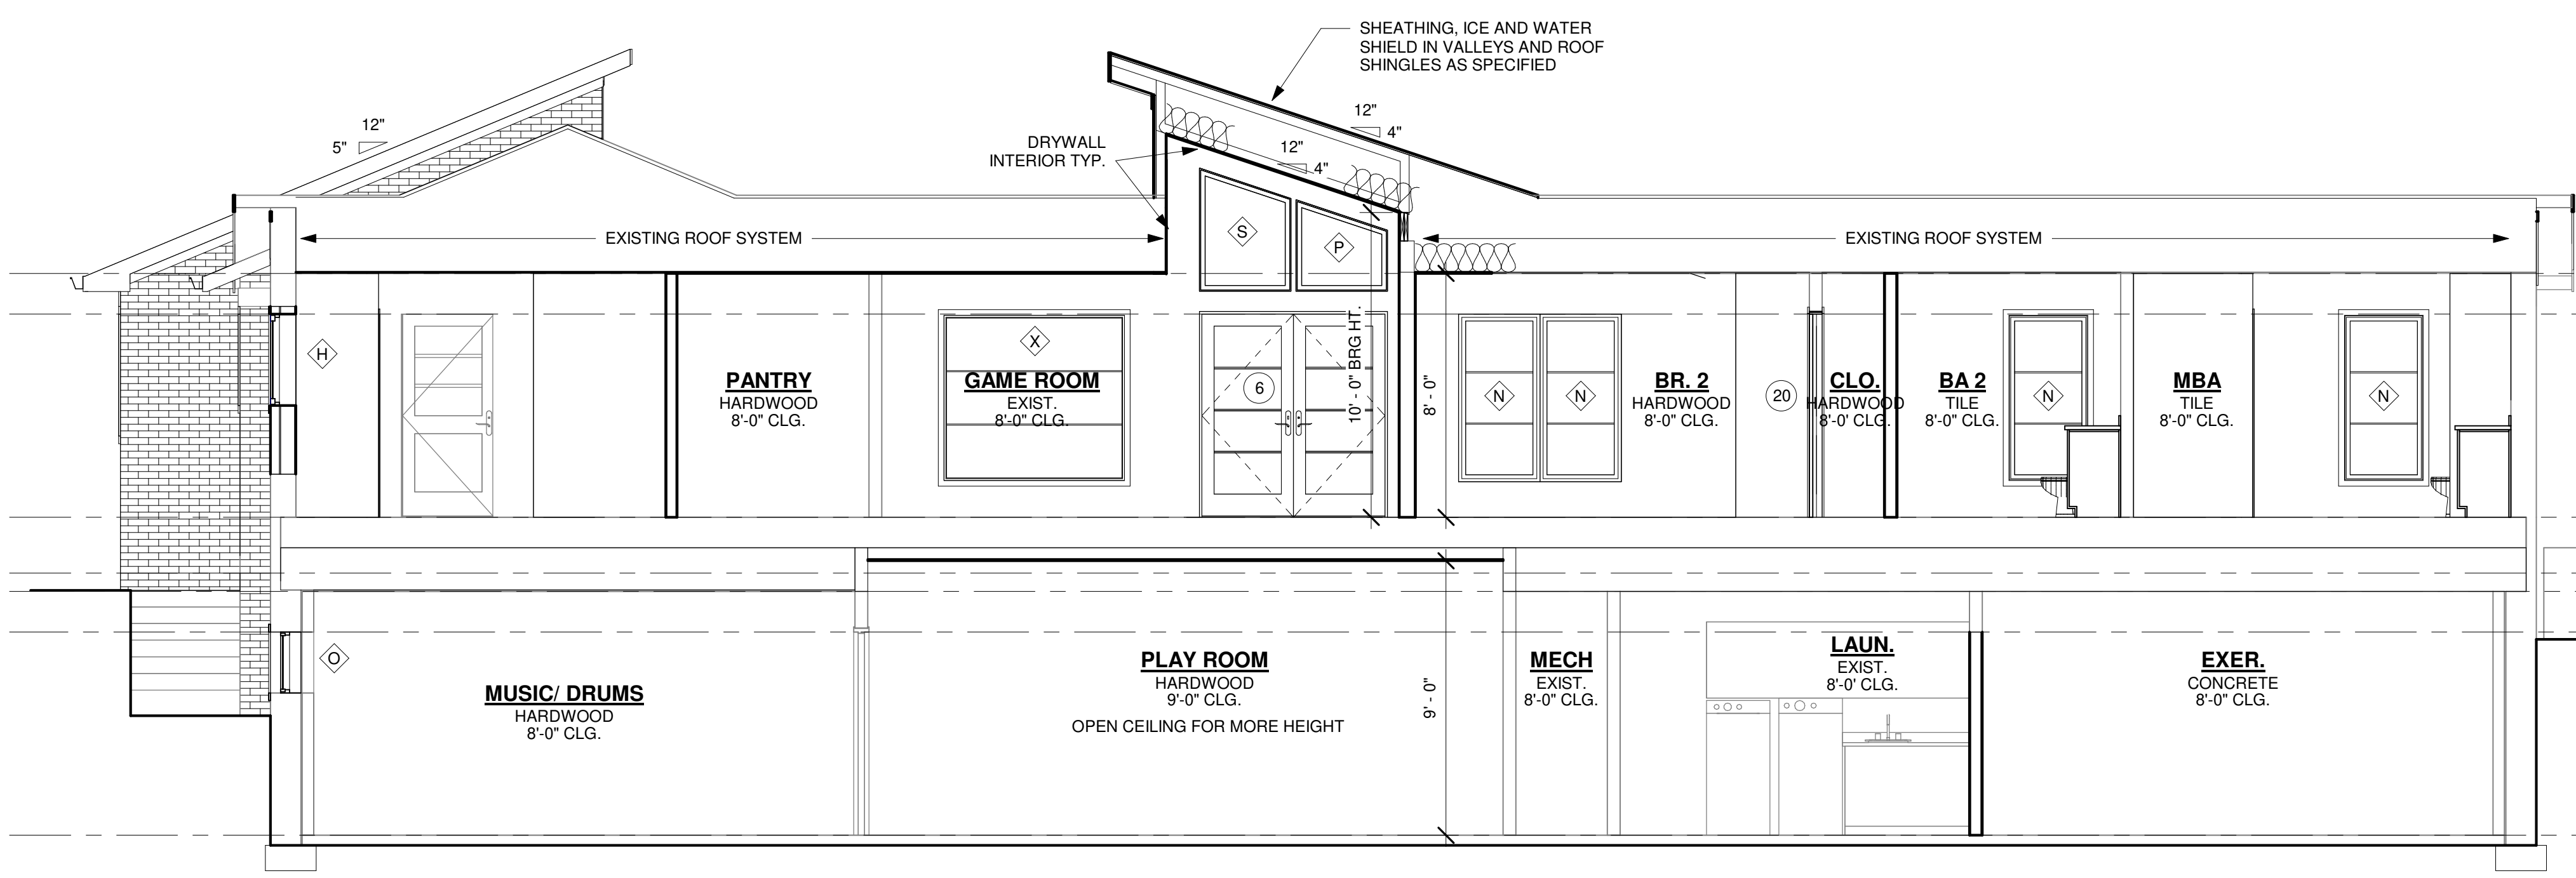 SHEATHING, ICE AND WATER
SHIELD IN VALLEYS AND ROOF
SHINGLES AS SPECIFIED
12"
5"
12"
4"
DRYWALL
INTERIOR TYP.
12"
4"
EXISTING ROOF SYSTEM
S
P
EXISTING ROOF SYSTEM
H
PANTRY
HARDWOOD
8'-0" CLG.
X
GAME ROOM
EXIST.
8'-0" CLG.
6
10' - 0" BRG HT.
8' - 0"
N
N
BR. 2
HARDWOOD
8'-0" CLG.
20
CLO.
HARDWOOD
8'-0' CLG.
BA 2
TILE
8'-0" CLG.
N
MBA
TILE
8'-0" CLG.
N
O
MUSIC/ DRUMS
HARDWOOD
8'-0" CLG.
PLAY ROOM
HARDWOOD
9'-0" CLG.
OPEN CEILING FOR MORE HEIGHT
9' - 0"
MECH
EXIST.
8'-0" CLG.
LAUN.
EXIST.
8'-0' CLG.
EXER.
CONCRETE
8'-0" CLG.